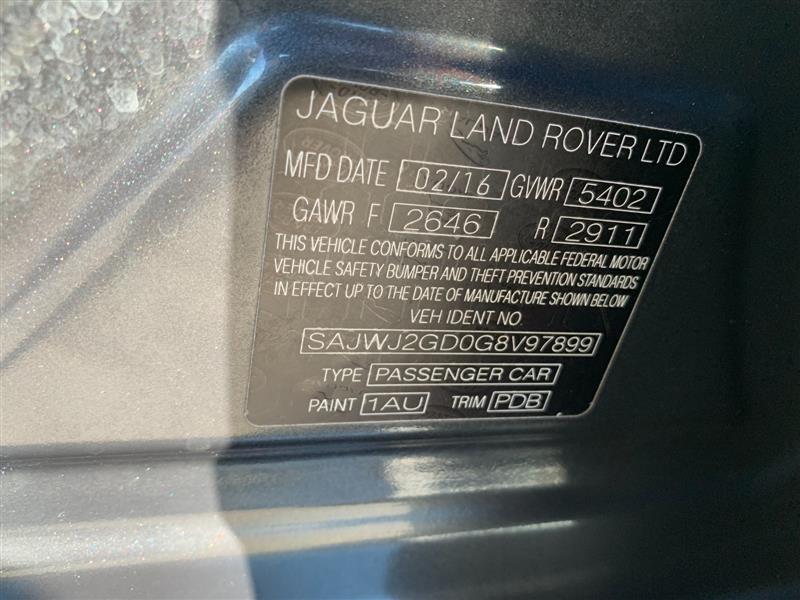 JAGUAR LAND ROVER LTD
MFD DATE 02/16 GVWR 5402
GAWR F 2646 R 2911
THIS VEHICLE CONFORMS TO ALL APPLICABLE FEDERAL MOTOR
VEHICLE SAFETY BUMPER AND THEFT PREVENTION STANDARDS
IN EFFECT UP TO THE DATE OF MANUFACTURE SHOWN BELOW
VEH IDENT NO.
SAJWJ2GD0G8V97899
TYPE PASSENGER CAR
PAINT 1AU TRIM PDB